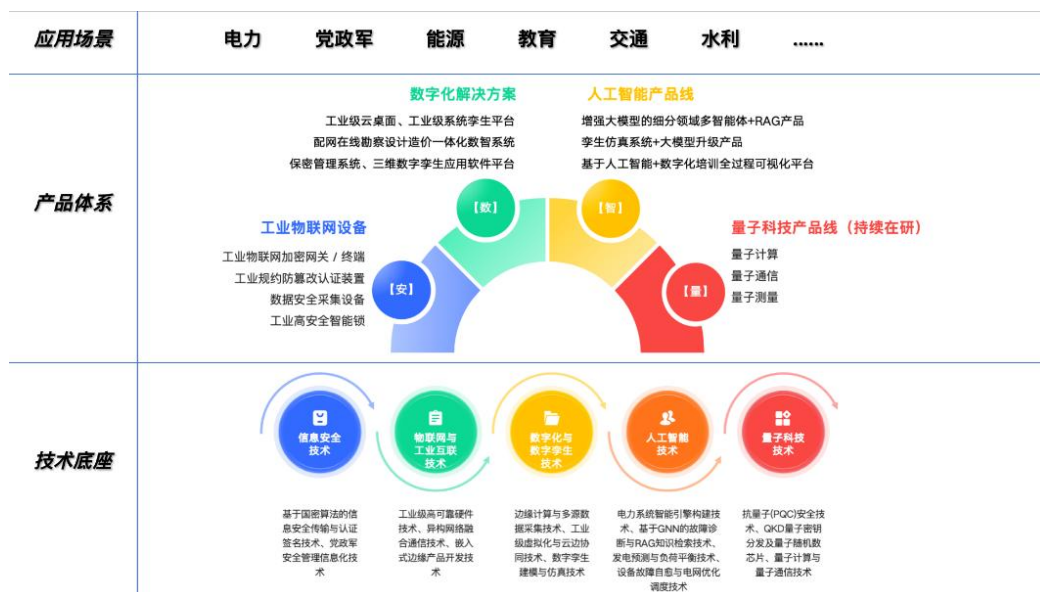 应用场景
电力 党政军 能源 教育 交通 水利 ......
产品体系
数字化解决方案
工业级云桌面、工业级系统孪生平台
配网在线勘察设计造价一体化数智系统
保密管理系统、三维数字孪生应用软件平台
人工智能产品线
增强大模型的细分领域多智能体+RAG产品
孪生仿真系统+大模型升级产品
基于人工智能+数字化培训全过程可视化平台
【数】
【智】
工业物联网设备
工业物联网加密网关 / 终端
工业规约防篡改认证装置
数据安全采集设备
工业高安全智能锁
【安】
【量】
量子科技产品线（持续在研）
量子计算
量子通信
量子测量
技术底座
信息安全
技术
物联网与
工业互联
技术
数字化与
数字孪生
技术
人工智能
技术
量子科技
技术
基于国密算法的信
息安全传输与认证
签名技术、党政军
安全管理信息化技
术
工业级高可靠硬件
技术、异构网络融
合通信技术、嵌入
式边缘产品开发技
术
边缘计算与多源数
据采集技术、工业
级虚拟化与云边协
同技术、数字孪生
建模与仿真技术
电力系统智能引擎构建技
术、基于GNN的故障诊
断与RAG知识检索技术、
发电预测与负荷平衡技术、
设备故障自愈与电网优化
调度技术
抗量子(PQC)安全技
术、QKD量子密钥
分发及量子随机数
芯片、量子计算与
量子通信技术